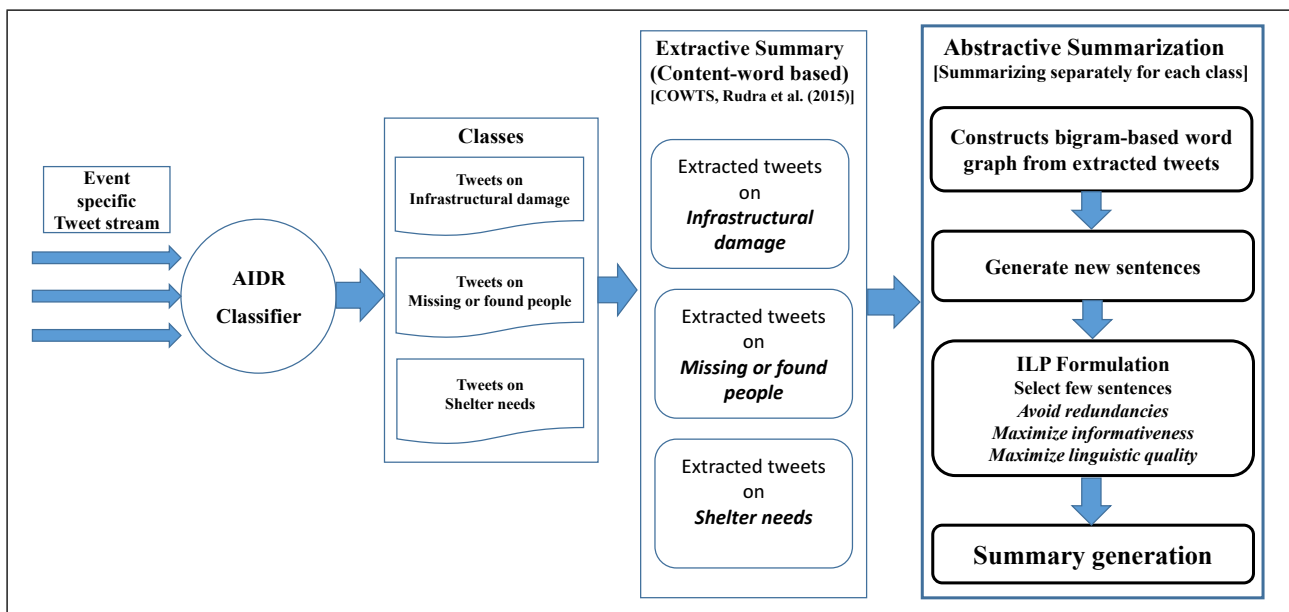 Event
specific
Tweet stream
AIDR
Classifier
Classes
Tweets on
Infrastructural damage
Tweets on
Missing or found people
Tweets on
Shelter needs
Extractive Summary
(Content-word based)
[COWTS, Rudra et al. (2015)]
Extracted tweets
on
Infrastructural
damage
Extracted tweets
on
Missing or found
people
Extracted tweets
on
Shelter needs
Abstractive Summarization
[Summarizing separately for each class]
Constructs bigram-based word
graph from extracted tweets
Generate new sentences
ILP Formulation
Select few sentences
Avoid redundancies
Maximize informativeness
Maximize linguistic quality
Summary generation